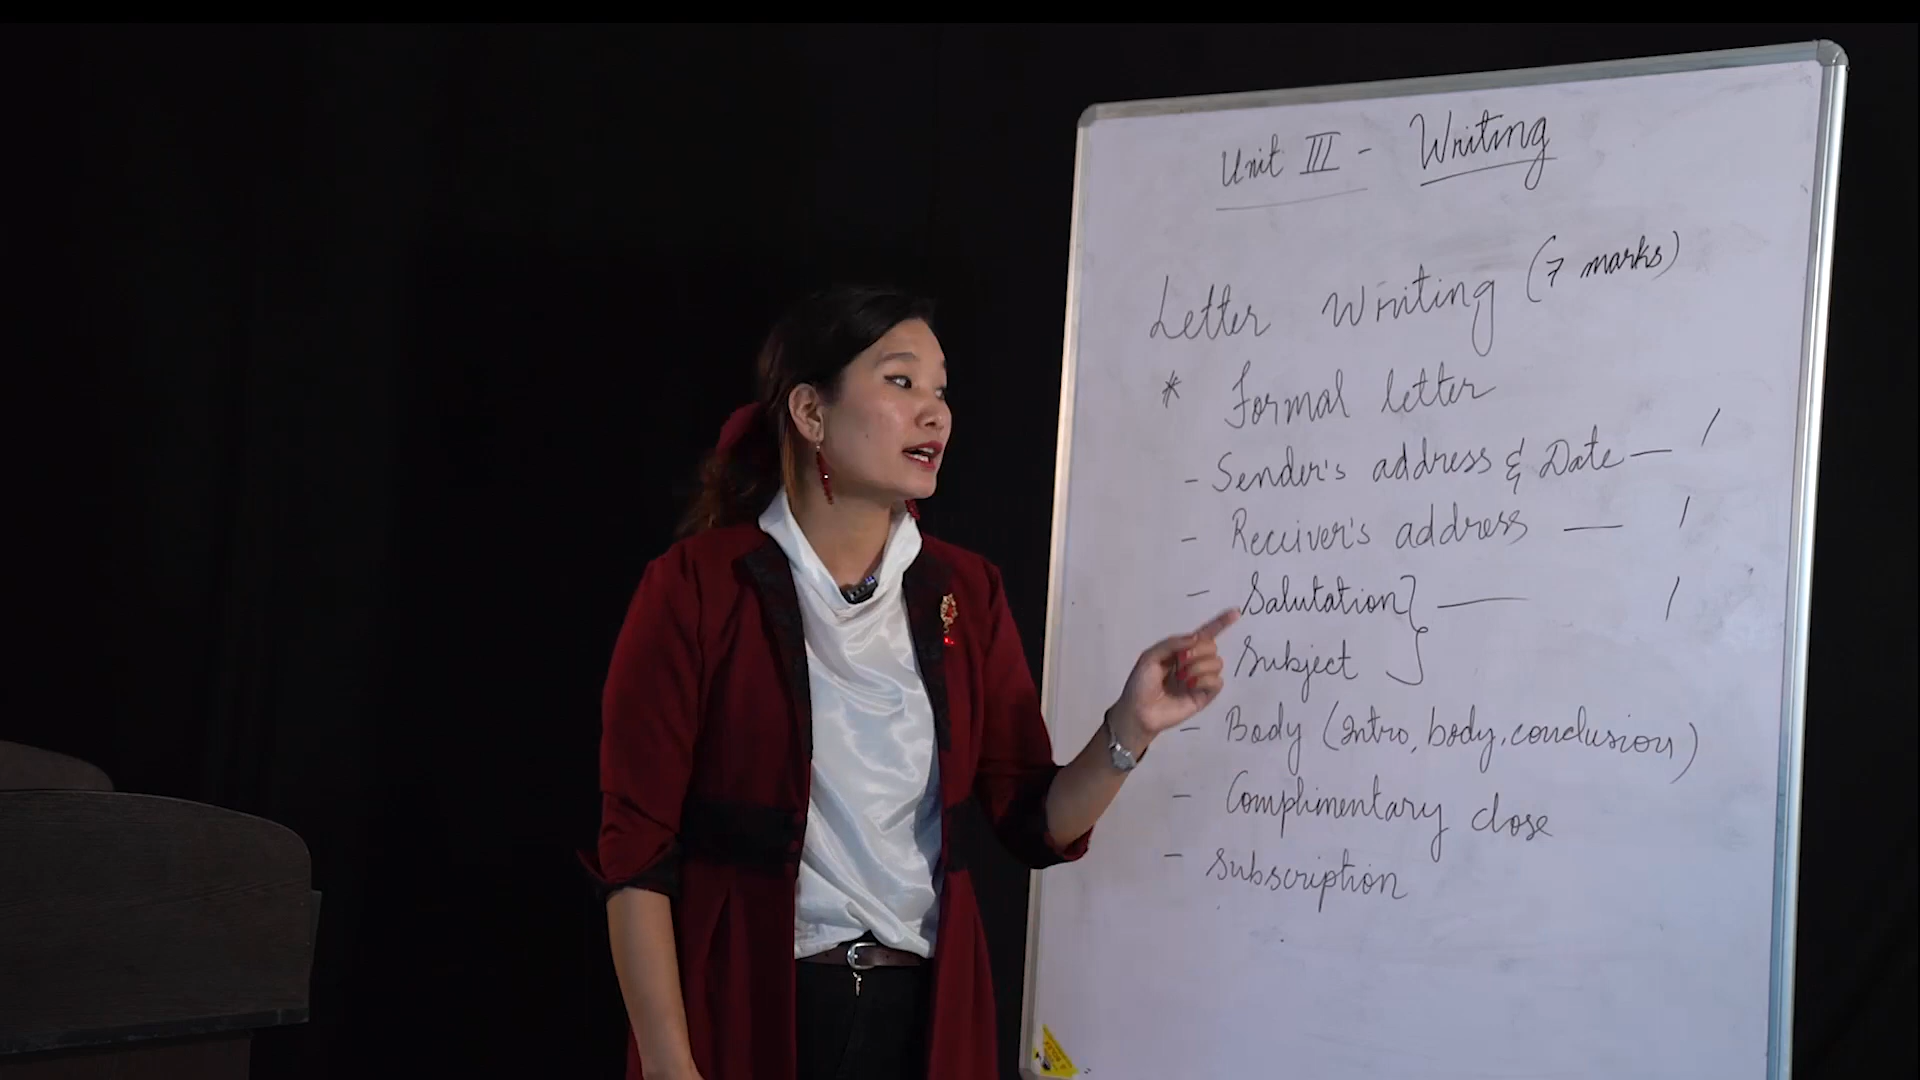 Unit III - Writing
Letter Writing (7 marks)
* Formal letter
- Sender's address & Date — 1
- Receiver's address — 1
- Salutation } — 1
Subject
- Body (Intro, body, conclusion)
- Complimentary close
- Subscription